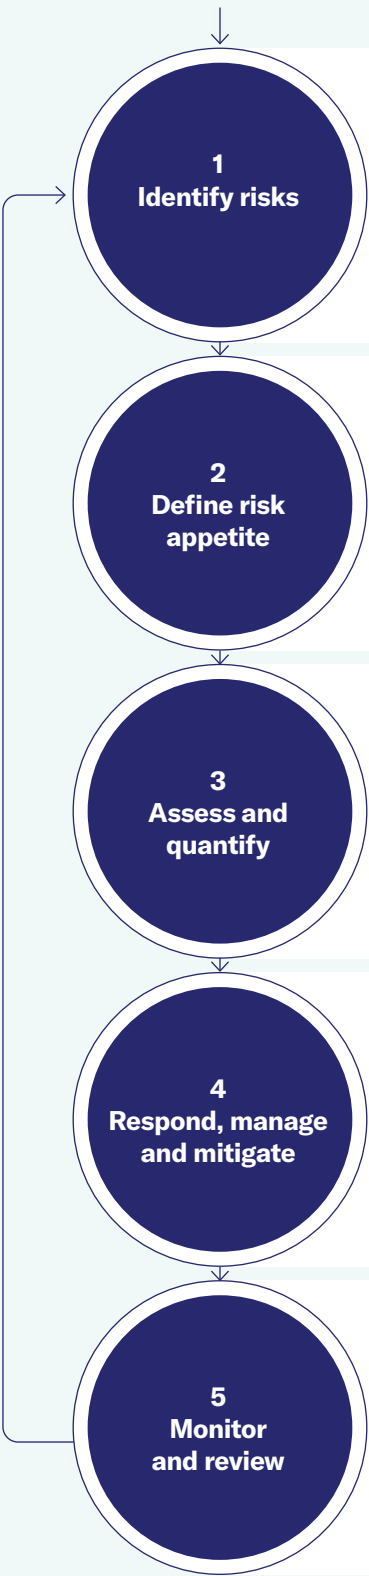 1
Identify risks
2
Define risk
appetite
3
Assess and
quantify
4
Respond, manage
and mitigate
5
Monitor
and review